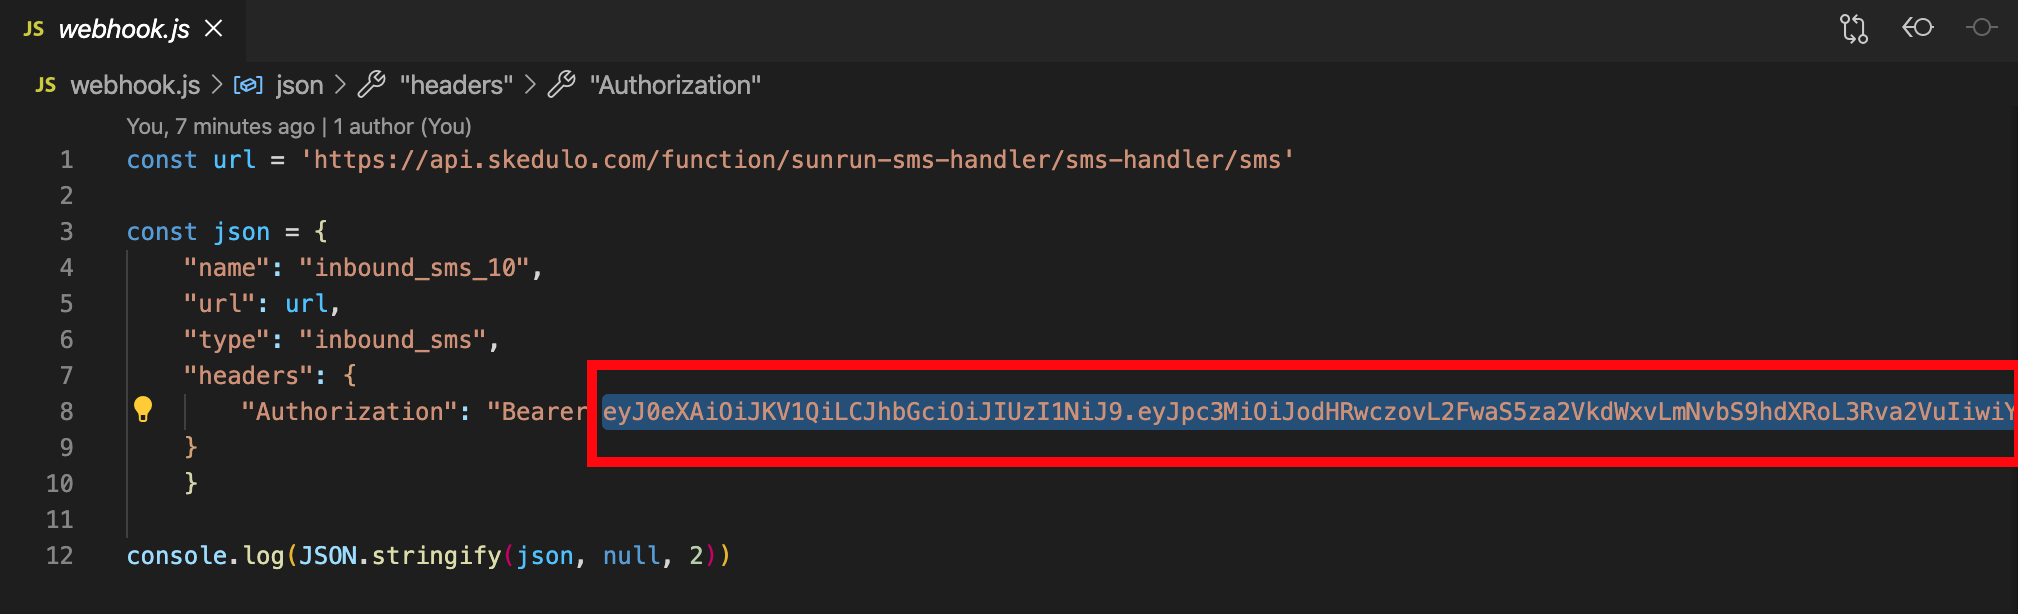 JS webhook.js
JS webhook.js > json > "headers" > "Authorization"
You, 7 minutes ago | 1 author (You)
1 const url = 'https://api.skedulo.com/function/sunrun-sms-handler/sms-handler/sms'
2
3 const json = {
4 "name": "inbound_sms_10",
5 "url": url,
6 "type": "inbound_sms",
7 "headers": {
8 "Authorization": "Bearer eyJ0eXAiOiJKV1QiLCJhbGciOiJIUzI1NiJ9.eyJpc3MiOiJodHRwczovL2FwaS5za2VkdWxvLmNvbS9hdXRoL3Rva2VuIiwiY
9 }
10 }
11
12 console.log(JSON.stringify(json, null, 2))